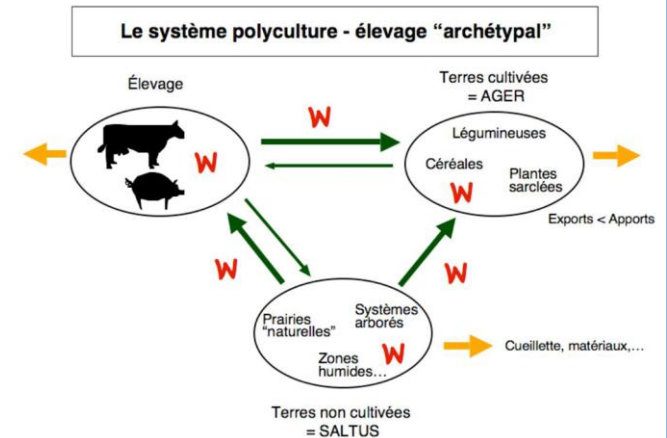 Le système polyculture - élevage “archétypal”
Élevage
Terres cultivées
= AGER
W
Légumineuses
Céréales
Plantes
sarclées
W
W
Exports < Apports
W
W
Prairies
“naturelles”
Systèmes
arborés
Zones
humides...
W
Cueillette, matériaux,...
Terres non cultivées
= SALTUS